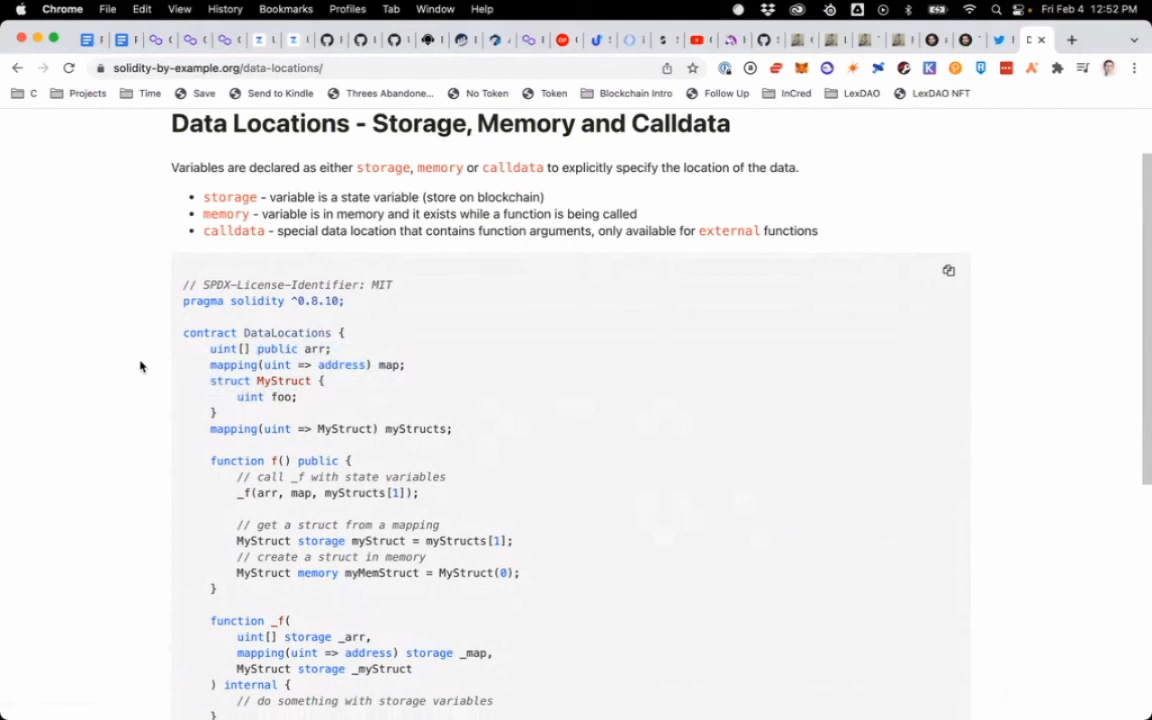 Chrome File Edit View History Bookmarks Profiles Tab Window Help Fri Feb 4 12:52 PM
solidity-by-example.org/data-locations/
C Projects Time Save Send to Kindle Threes Abandone... No Token Token Blockchain Intro Follow Up InCred LexDAO LexDAO NFT
Data Locations - Storage, Memory and Calldata
Variables are declared as either storage, memory or calldata to explicitly specify the location of the data.
• storage - variable is a state variable (store on blockchain)
• memory - variable is in memory and it exists while a function is being called
• calldata - special data location that contains function arguments, only available for external functions
// SPDX-License-Identifier: MIT
pragma solidity ^0.8.10;
contract DataLocations {
uint[] public arr;
mapping(uint => address) map;
struct MyStruct {
uint foo;
}
mapping(uint => MyStruct) myStructs;
function f() public {
// call _f with state variables
_f(arr, map, myStructs[1]);
// get a struct from a mapping
MyStruct storage myStruct = myStructs[1];
// create a struct in memory
MyStruct memory myMemStruct = MyStruct(0);
}
function _f(
uint[] storage _arr,
mapping(uint => address) storage _map,
MyStruct storage _myStruct
) internal {
// do something with storage variables
}